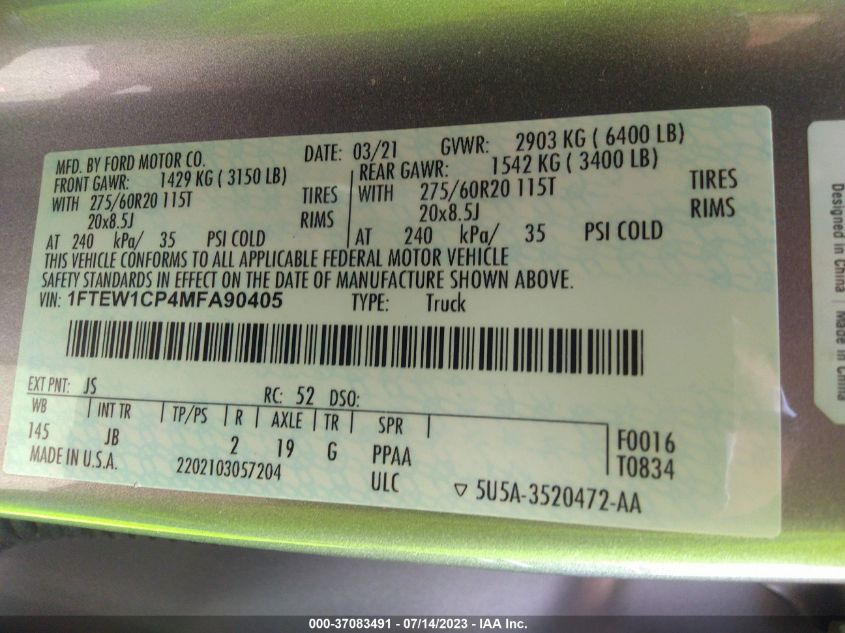 MFD. BY FORD MOTOR CO. DATE: 03/21 GVWR: 2903 KG ( 6400 LB)
FRONT GAWR: 1429 KG ( 3150 LB) REAR GAWR: 1542 KG ( 3400 LB)
WITH 275/60R20 115T TIRES WITH 275/60R20 115T TIRES
20x8.5J RIMS 20x8.5J RIMS
AT 240 kPa/ 35 PSI COLD AT 240 kPa/ 35 PSI COLD
THIS VEHICLE CONFORMS TO ALL APPLICABLE FEDERAL MOTOR VEHICLE
SAFETY STANDARDS IN EFFECT ON THE DATE OF MANUFACTURE SHOWN ABOVE.
VIN: 1FTEW1CP4MFA90405 TYPE: Truck
EXT PNT: JS RC: 52 DSO:
WB INT TR TP/PS R AXLE TR SPR
145 JB 2 19 G PPAA F0016
MADE IN U.S.A. 2202103057204 ULC T0834
5U5A-3520472-AA
Designed in China Made in China
000-37083491 - 07/14/2023 - IAA Inc.